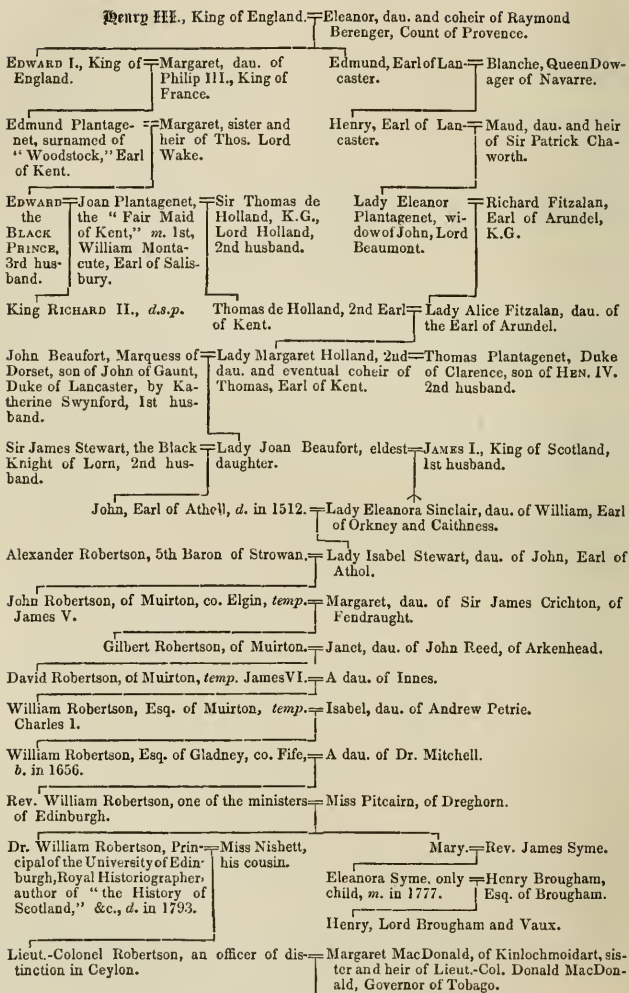 Henry III., King of England.=Eleanor, dau. and coheir of Raymond
Berenger, Count of Provence.
EDWARD I., King of
England.
=Margaret, dau. of
Philip III., King of
France.
Edmund, Earl of Lan-
caster.
=Blanche, Queen Dow-
ager of Navarre.
Edmund Plantage-
net, surnamed of
"Woodstock," Earl
of Kent.
=Margaret, sister and
heir of Thos. Lord
Wake.
Henry, Earl of Lan-
caster.
=Maud, dau. and heir
of Sir Patrick Cha-
worth.
EDWARD
the
BLACK
PRINCE,
3rd hus-
band.
=Joan Plantagenet,
the "Fair Maid
of Kent," m. 1st,
William Monta-
cute, Earl of Salis-
bury.
=Sir Thomas de
Holland, K.G.,
Lord Holland,
2nd husband.
Lady Eleanor
Plantagenet, wi-
dow of John, Lord
Beaumont.
=Richard Fitzalan,
Earl of Arundel,
K.G.
King RICHARD II., d.s.p.
Thomas de Holland, 2nd Earl
of Kent.
=Lady Alice Fitzalan, dau. of
the Earl of Arundel.
John Beaufort, Marquess of
Dorset, son of John of Gaunt,
Duke of Lancaster, by Ka-
therine Swynford, 1st hus-
band.
=Lady Margaret Holland, 2nd
dau. and eventual coheir of
Thomas, Earl of Kent.
=Thomas Plantagenet, Duke
of Clarence, son of HEN. IV.
2nd husband.
Sir James Stewart, the Black
Knight of Lorn, 2nd hus-
band.
=Lady Joan Beaufort, eldest
daughter.
=JAMES I., King of Scotland,
1st husband.
John, Earl of Atholl, d. in 1512.=Lady Eleanora Sinclair, dau. of William, Earl
of Orkney and Caithness.
Alexander Robertson, 5th Baron of Strowan.=Lady Isabel Stewart, dau. of John, Earl of
Athol.
John Robertson, of Muirton, co. Elgin, temp.
James V.
=Margaret, dau. of Sir James Crichton, of
Fendraught.
Gilbert Robertson, of Muirton.=Janct, dau. of John Reed, of Arkenhead.
David Robertson, of Muirton, temp. James VI.=A dau. of Innes.
William Robertson, Esq. of Muirton, temp.
Charles 1.
=Isabel, dau. of Andrew Petrie.
William Robertson, Esq. of Gladney, co. Fife,
b. in 1656.
=A dau. of Dr. Mitchell.
Rev. William Robertson, one of the ministers
of Edinburgh.
=Miss Pitcairn, of Dreghorn.
Dr. William Robertson, Prin-
cipal of the University of Edin-
burgh, Royal Historiographer,
author of "the History of
Scotland," &c., d. in 1793.
=Miss Nishett,
his cousin.
Mary.=Rev. James Syme.
Eleanora Syme, only
child, m. in 1777.
=Henry Brougham,
Esq. of Brougham.
Henry, Lord Brougham and Vaux.
Lieut.-Colonel Robertson, an officer of dis-
tinction in Ceylon.
=Margaret MacDonald, of Kinlochmoidart, sis-
ter and heir of Lieut.-Col. Donald MacDon-
ald, Governor of Tobago.